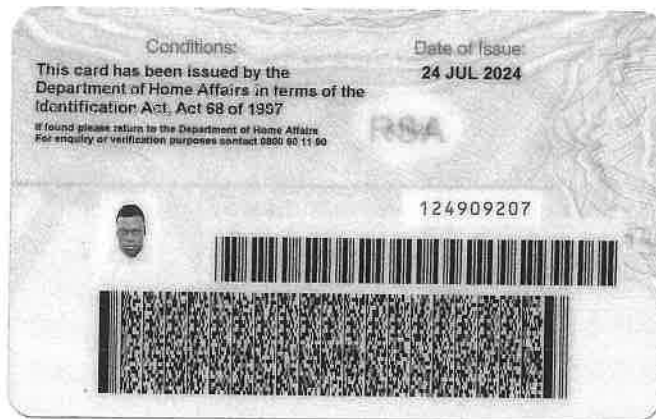 Conditions:
This card has been issued by the
Department of Home Affairs in terms of the
Identification Act, Act 68 of 1997
If found please return to the Department of Home Affairs
For enquiry or verification purposes contact 0800 60 11 90
Date of Issue:
24 JUL 2024
RSA
124909207